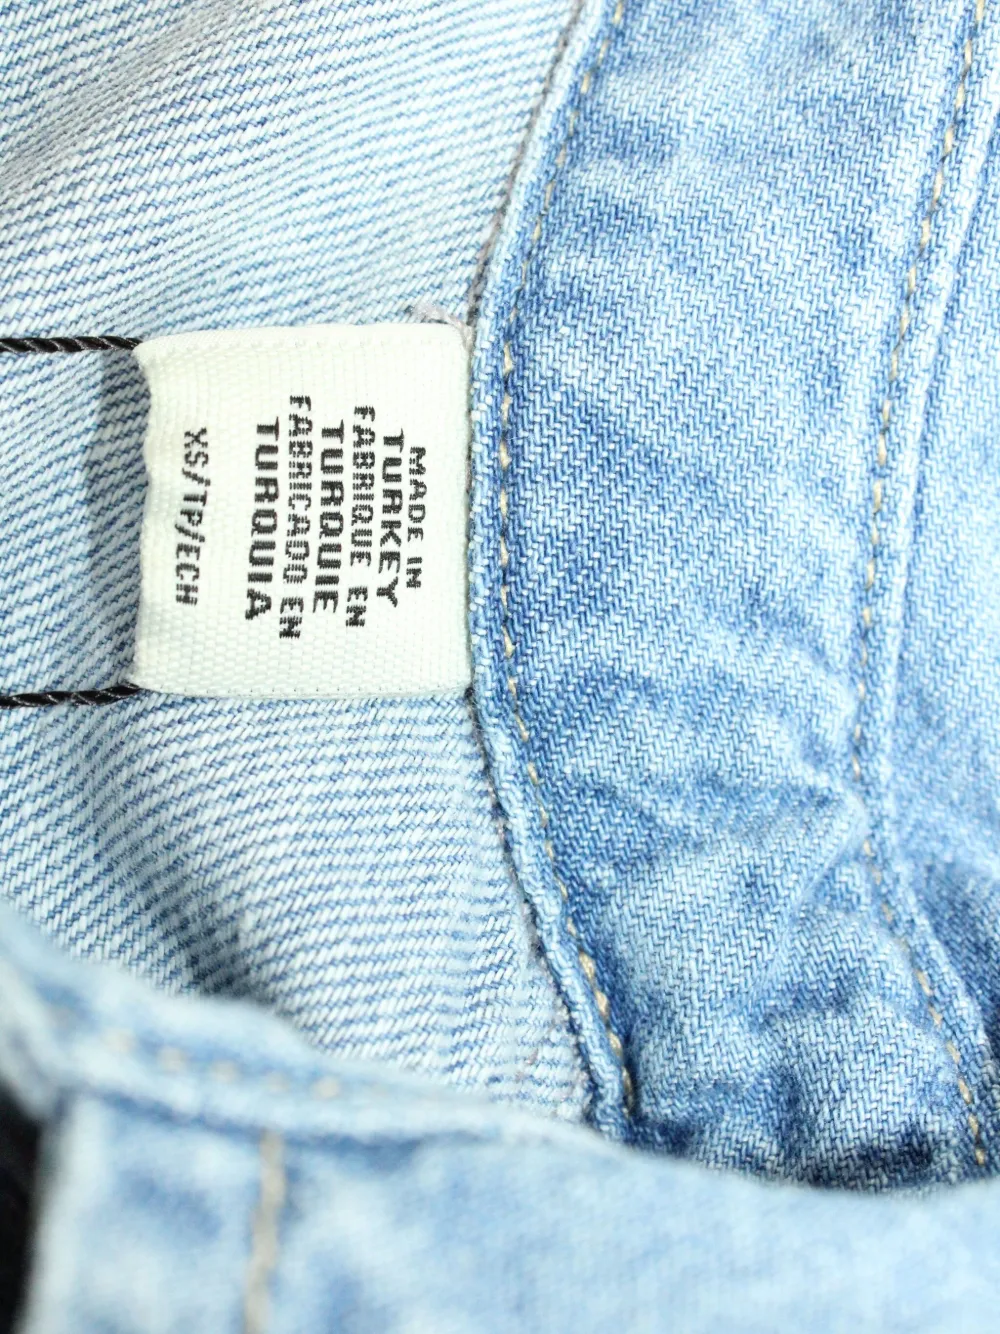 MADE IN
TURKEY
FABRIQUE EN
TURQUIE
FABRICADO EN
TURQUIA
XS/TP/ECH